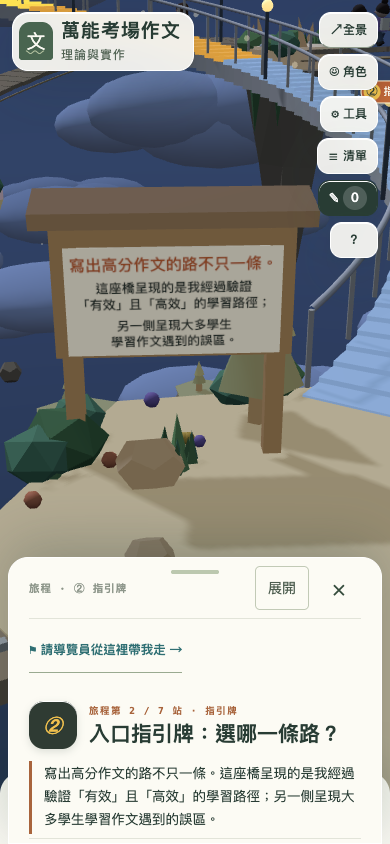 文
萬能考場作文
理論與實作
↗全景
☺ 角色
② 指
⚙ 工具
≡ 清單
✎ 0
?
寫出高分作文的路不只一條。
這座橋呈現的是我經過驗證
「有效」且「高效」的學習路徑；
另一側呈現大多學生
學習作文遇到的誤區。
旅程 · ② 指引牌
展開
✕
⚑ 請導覽員從這裡帶我走 →
②
旅程第 2 / 7 站 · 指引牌
入口指引牌：選哪一條路？
寫出高分作文的路不只一條。這座橋呈現的是我經過
驗證「有效」且「高效」的學習路徑；另一側呈現大
多學生學習作文遇到的誤區。